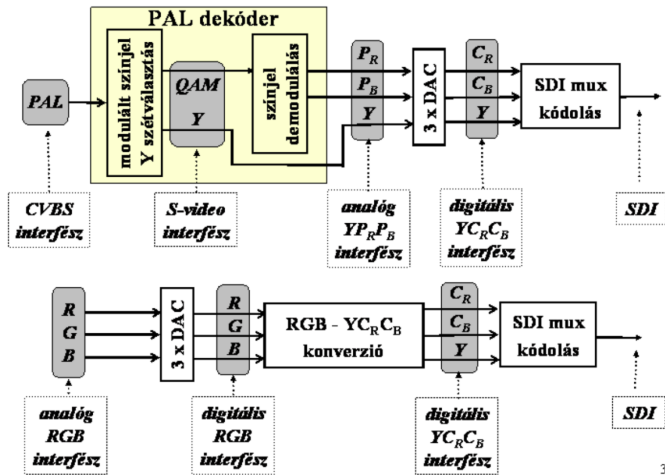 PAL dekóder
PAL
modulált színjel
Y szétválasztás
QAM
Y
színjel
demodulálás
P_R
P_B
Y
3 x DAC
C_R
C_B
Y
SDI mux
kódolás
CVBS
interfész
S-video
interfész
analóg
YP_RP_B
interfész
digitális
YC_RC_B
interfész
SDI
R
G
B
3 x DAC
R
G
B
RGB - YC_RC_B
konverzió
C_R
C_B
Y
SDI mux
kódolás
analóg
RGB
interfész
digitális
RGB
interfész
digitális
YC_RC_B
interfész
SDI
3